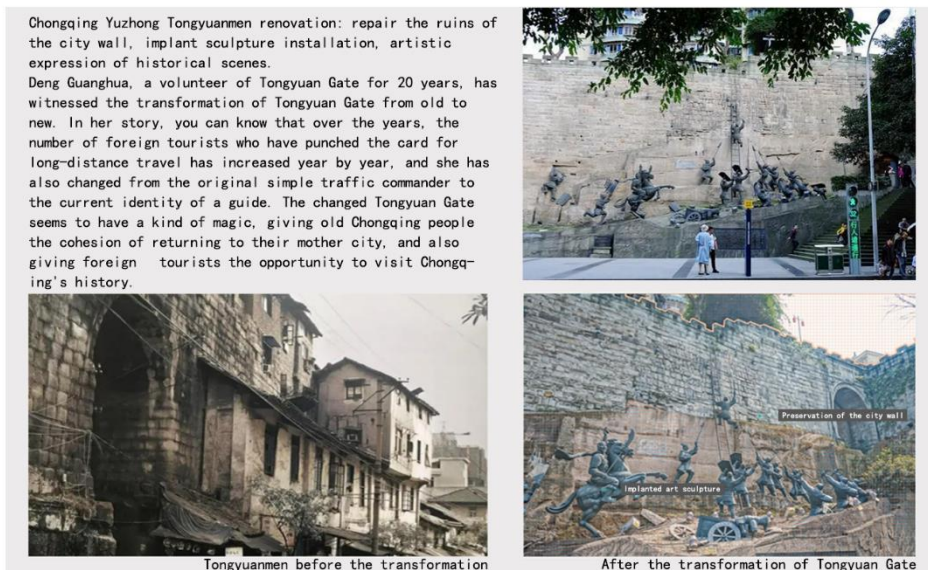 Chongqing Yuzhong Tongyuanmen renovation: repair the ruins of
the city wall, implant sculpture installation, artistic
expression of historical scenes.
Deng Guanghua, a volunteer of Tongyuan Gate for 20 years, has
witnessed the transformation of Tongyuan Gate from old to
new. In her story, you can know that over the years, the
number of foreign tourists who have punched the card for
long-distance travel has increased year by year, and she has
also changed from the original simple traffic commander to
the current identity of a guide. The changed Tongyuan Gate
seems to have a kind of magic, giving old Chongqing people
the cohesion of returning to their mother city, and also
giving foreign tourists the opportunity to visit Chongq-
ing's history.
Preservation of the city wall
Implanted art sculpture
Tongyuanmen before the transformation
After the transformation of Tongyuan Gate